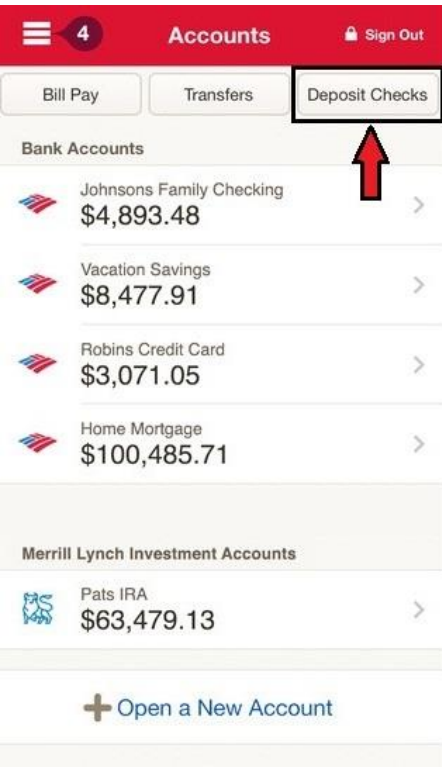 4 Accounts Sign Out
Bill Pay Transfers Deposit Checks
Bank Accounts
Johnsons Family Checking
$4,893.48
Vacation Savings
$8,477.91
Robins Credit Card
$3,071.05
Home Mortgage
$100,485.71
Merrill Lynch Investment Accounts
Pats IRA
$63,479.13
Open a New Account